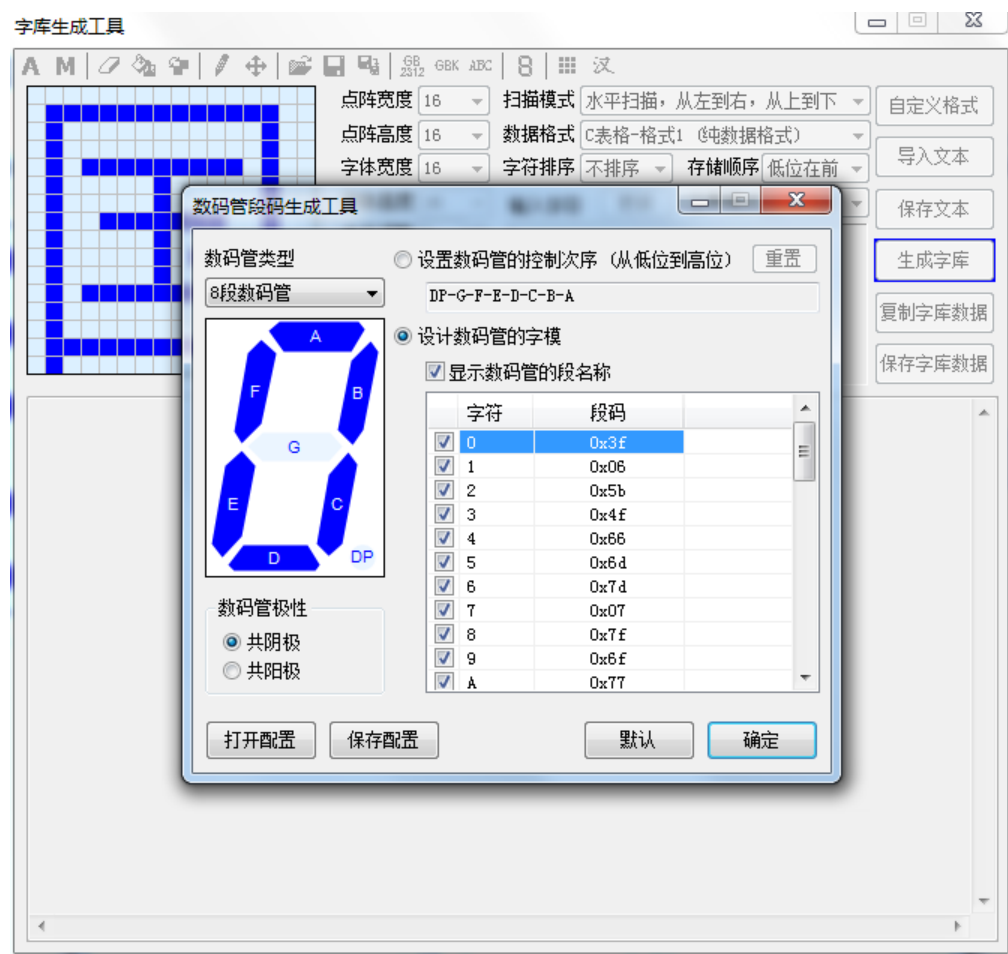 字库生成工具
A M GB2312 GBK ABC 8 汉
点阵宽度 16 扫描模式 水平扫描，从左到右，从上到下 自定义格式
点阵高度 16 数据格式 C表格-格式1（纯数据格式）
导入文本
字体宽度 16 字符排序 不排序 存储顺序 低位在前
保存文本
生成字库
复制字库数据
保存字库数据
数码管段码生成工具
数码管类型
8段数码管
设置数码管的控制次序（从低位到高位） 重置
DP-G-F-E-D-C-B-A
设计数码管的字模
显示数码管的段名称
A
F
B
G
E
C
D
DP
字符 段码
0 0x3f
1 0x06
2 0x5b
3 0x4f
4 0x66
5 0x6d
6 0x7d
7 0x07
8 0x7f
9 0x6f
A 0x77
数码管极性
共阴极
共阳极
打开配置 保存配置 默认 确定